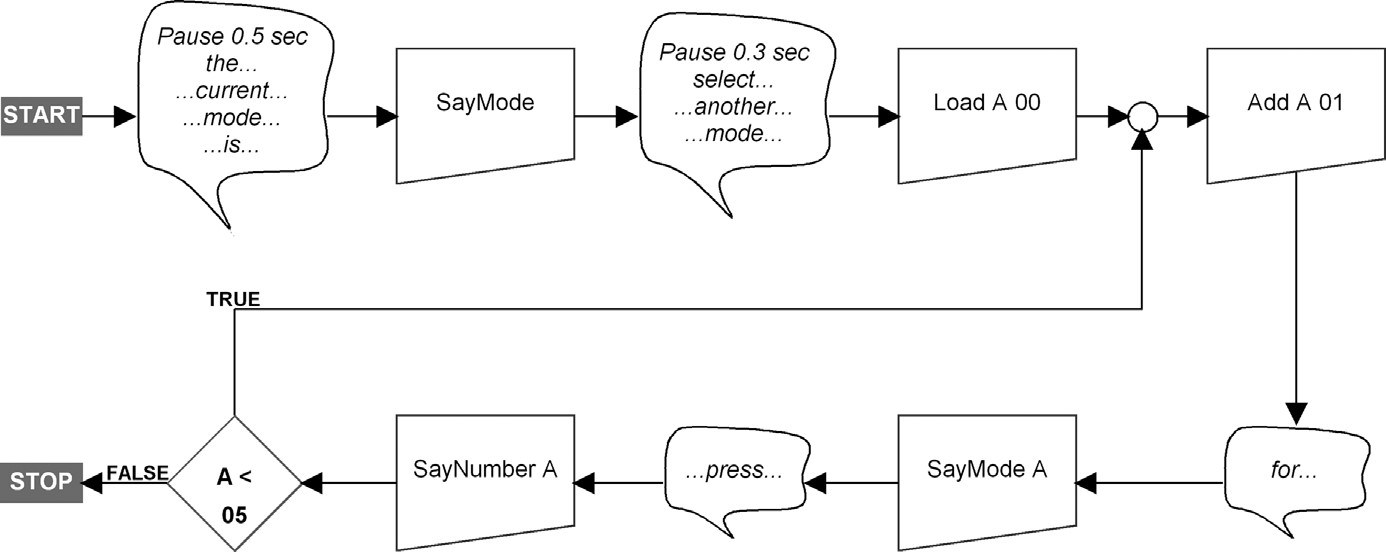 START
Pause 0.5 sec
the...
...current...
...mode...
...is...
SayMode
Pause 0.3 sec
select...
...another...
...mode...
Load A 00
Add A 01
for...
SayMode A
...press...
SayNumber A
A <
05
TRUE
FALSE
STOP